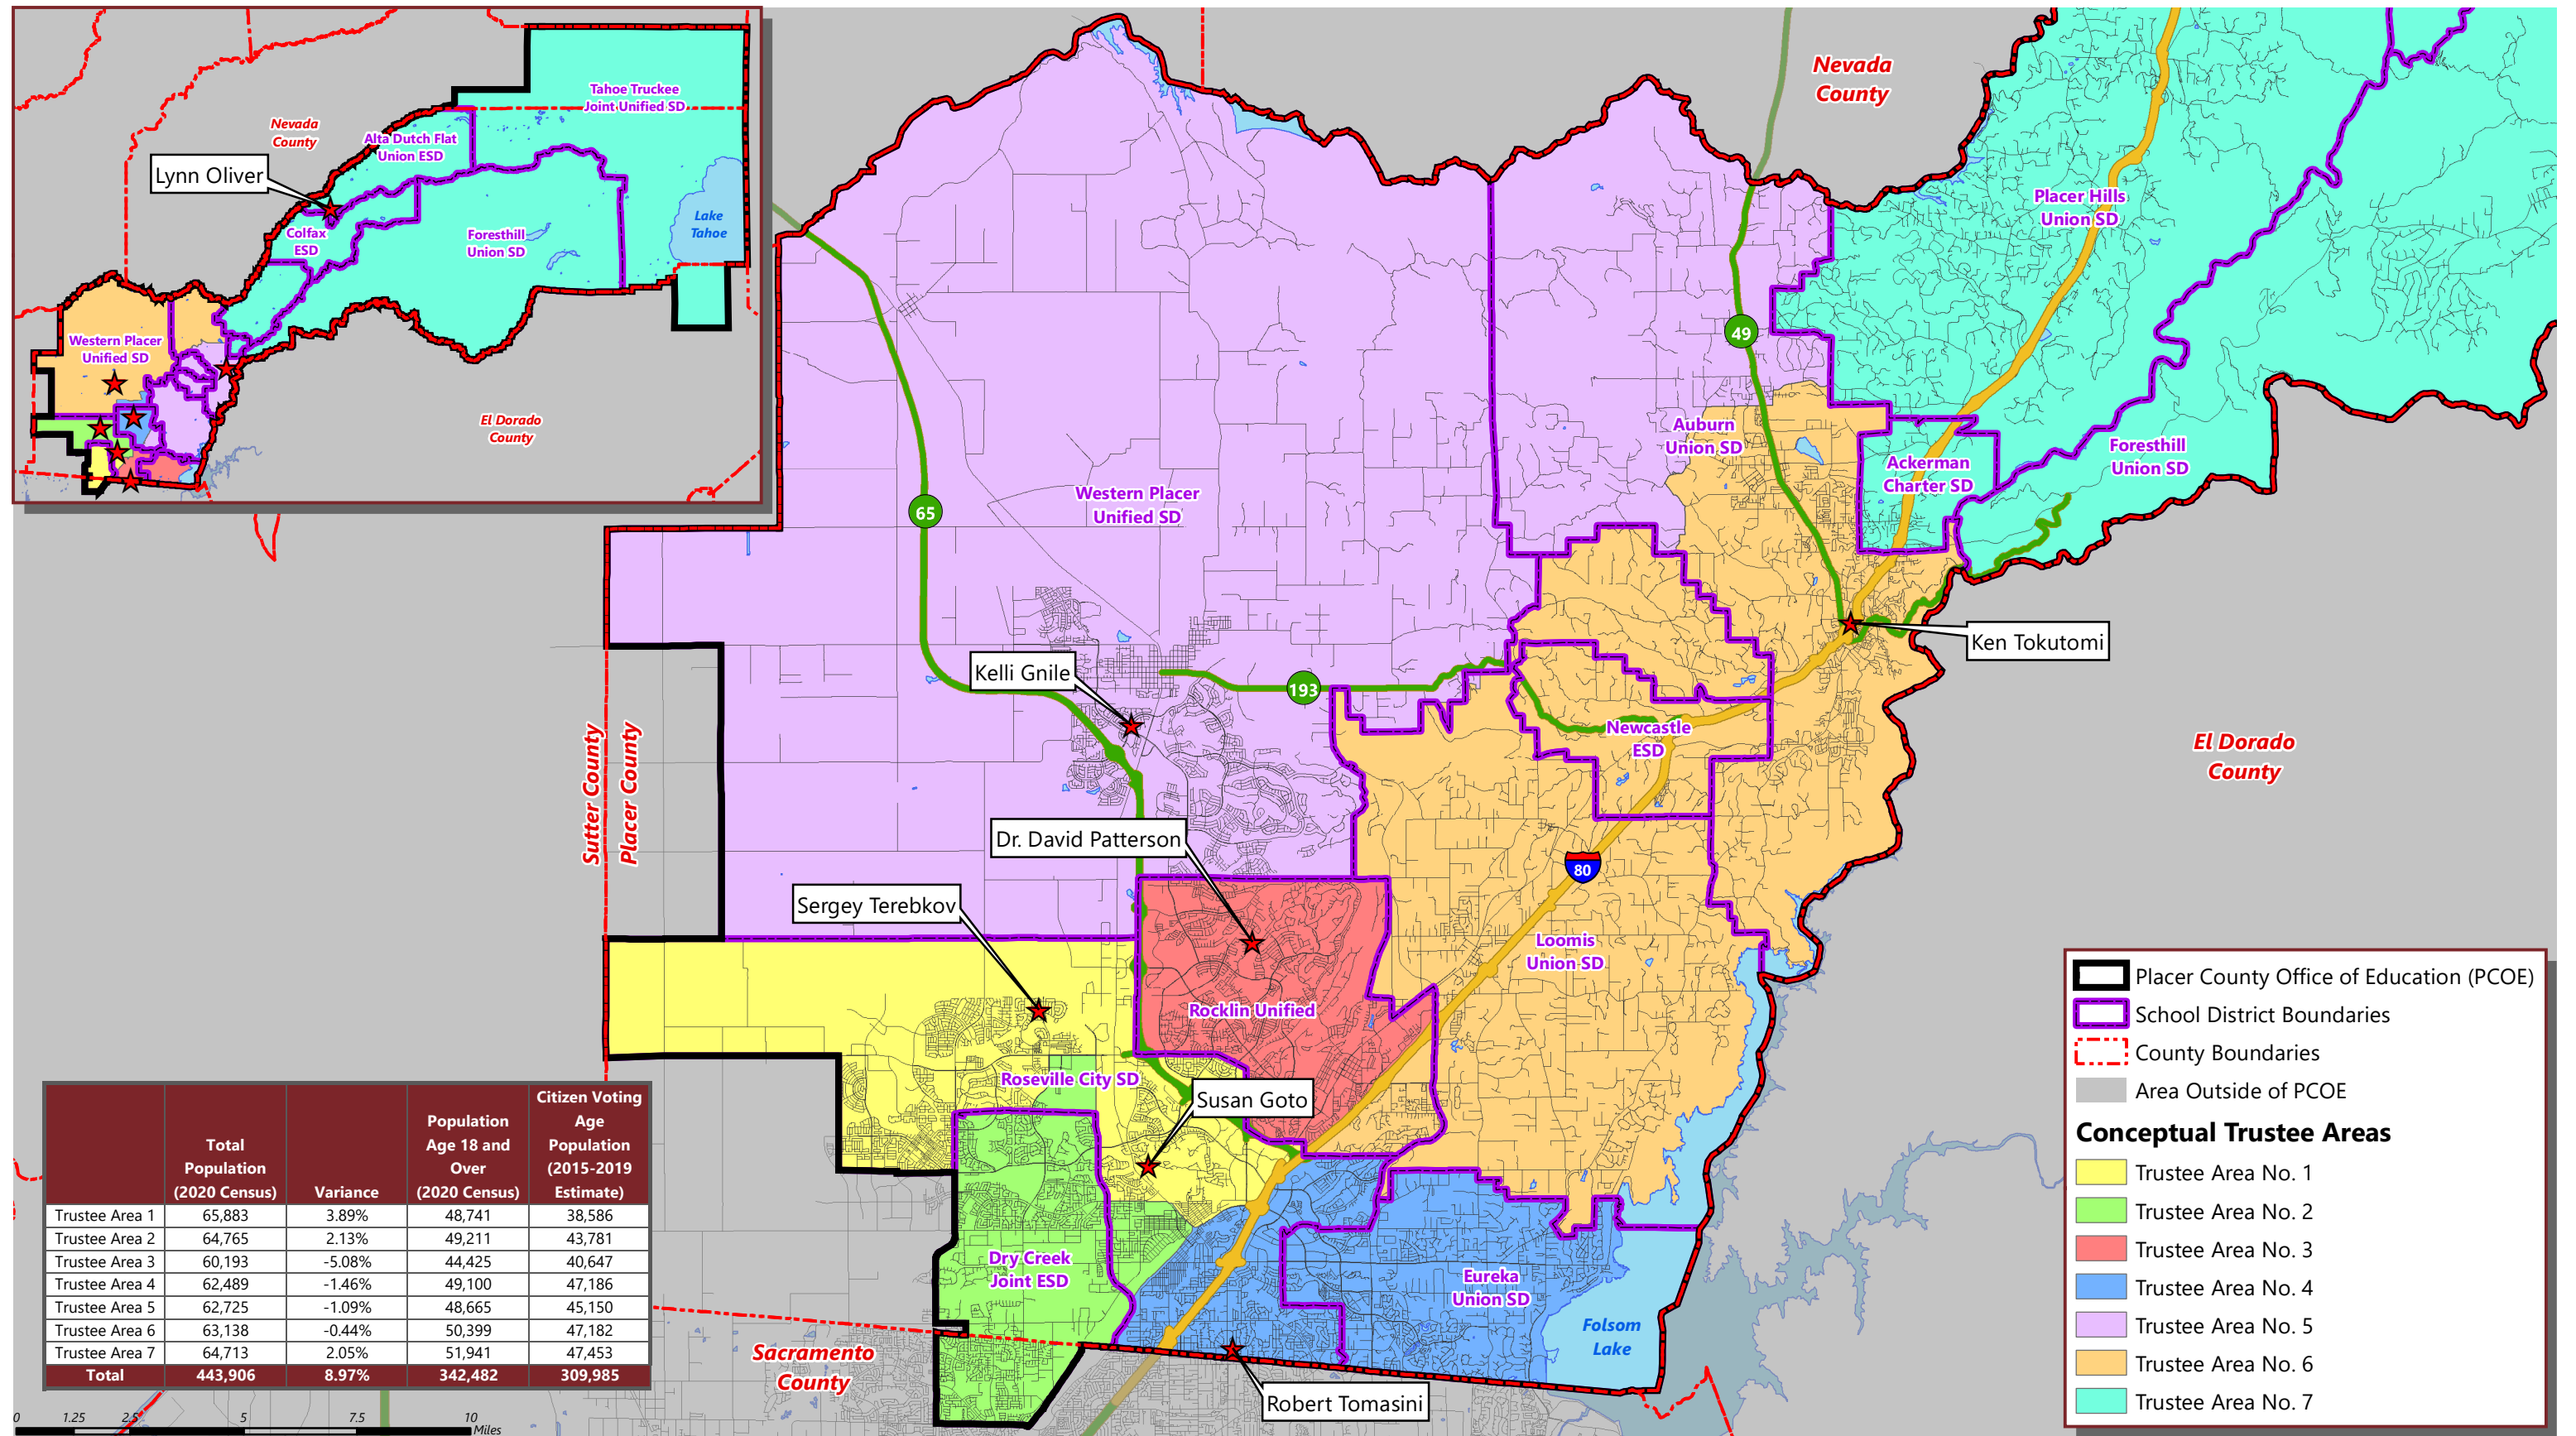 Tahoe Truckee
Joint Unified SD
Nevada
County
Alta Dutch Flat
Union ESD
Lynn Oliver
Colfax
ESD
Foresthill
Union SD
Lake
Tahoe
Western Placer
Unified SD
El Dorado
County
Nevada
County
Placer Hills
Union SD
49
Auburn
Union SD
Ackerman
Charter SD
Foresthill
Union SD
Western Placer
Unified SD
65
Ken Tokutomi
Kelli Gnile
193
Newcastle
ESD
El Dorado
County
Sutter County
Placer County
Dr. David Patterson
80
Sergey Terebkov
Loomis
Union SD
Rocklin Unified
Roseville City SD
Susan Goto
Dry Creek
Joint ESD
Eureka
Union SD
Folsom
Lake
Sacramento
County
Robert Tomasini
Placer County Office of Education (PCOE)
School District Boundaries
County Boundaries
Area Outside of PCOE
Conceptual Trustee Areas
Trustee Area No. 1
Trustee Area No. 2
Trustee Area No. 3
Trustee Area No. 4
Trustee Area No. 5
Trustee Area No. 6
Trustee Area No. 7
Total Population (2020 Census) Variance Population Age 18 and Over (2020 Census) Citizen Voting Age Population (2015-2019 Estimate)
Trustee Area 1 65,883 3.89% 48,741 38,586
Trustee Area 2 64,765 2.13% 49,211 43,781
Trustee Area 3 60,193 -5.08% 44,425 40,647
Trustee Area 4 62,489 -1.46% 49,100 47,186
Trustee Area 5 62,725 -1.09% 48,665 45,150
Trustee Area 6 63,138 -0.44% 50,399 47,182
Trustee Area 7 64,713 2.05% 51,941 47,453
Total 443,906 8.97% 342,482 309,985
0 1.25 2.5 5 7.5 10
Miles